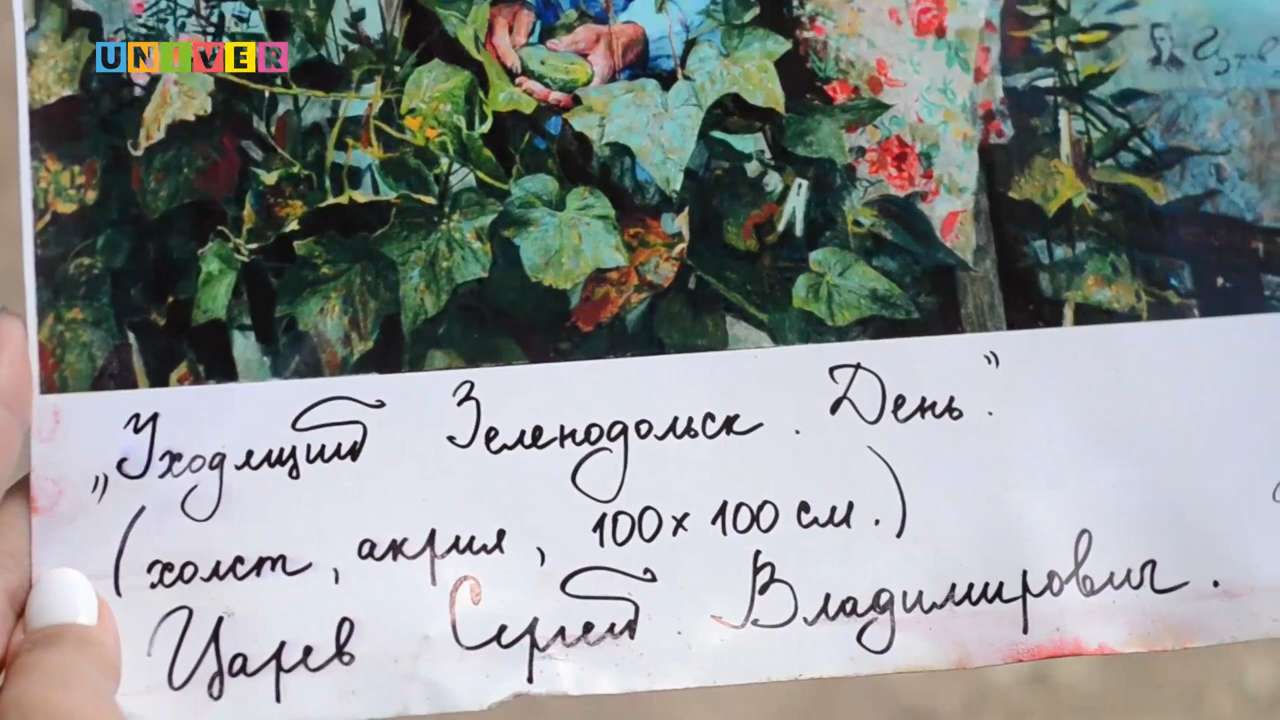 UNIVER
„Уходящий Зеленодольск. День”.
(холст, акрил, 100 x 100 см.)
Царев Сергей Владимирович.